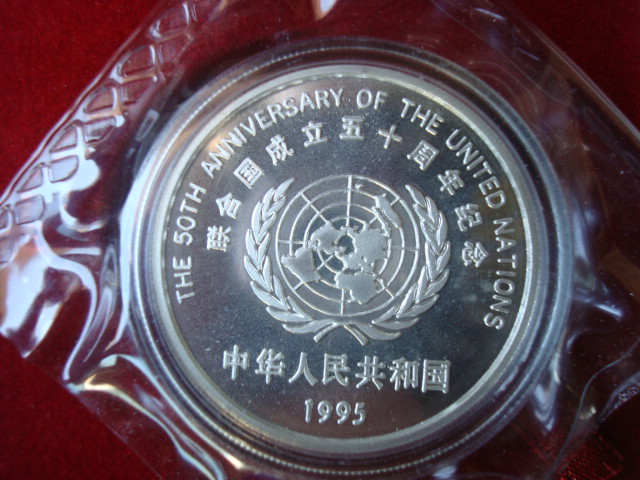 THE 50TH ANNIVERSARY OF THE UNITED NATIONS
联合国成立五十周年纪念
中华人民共和国
1995